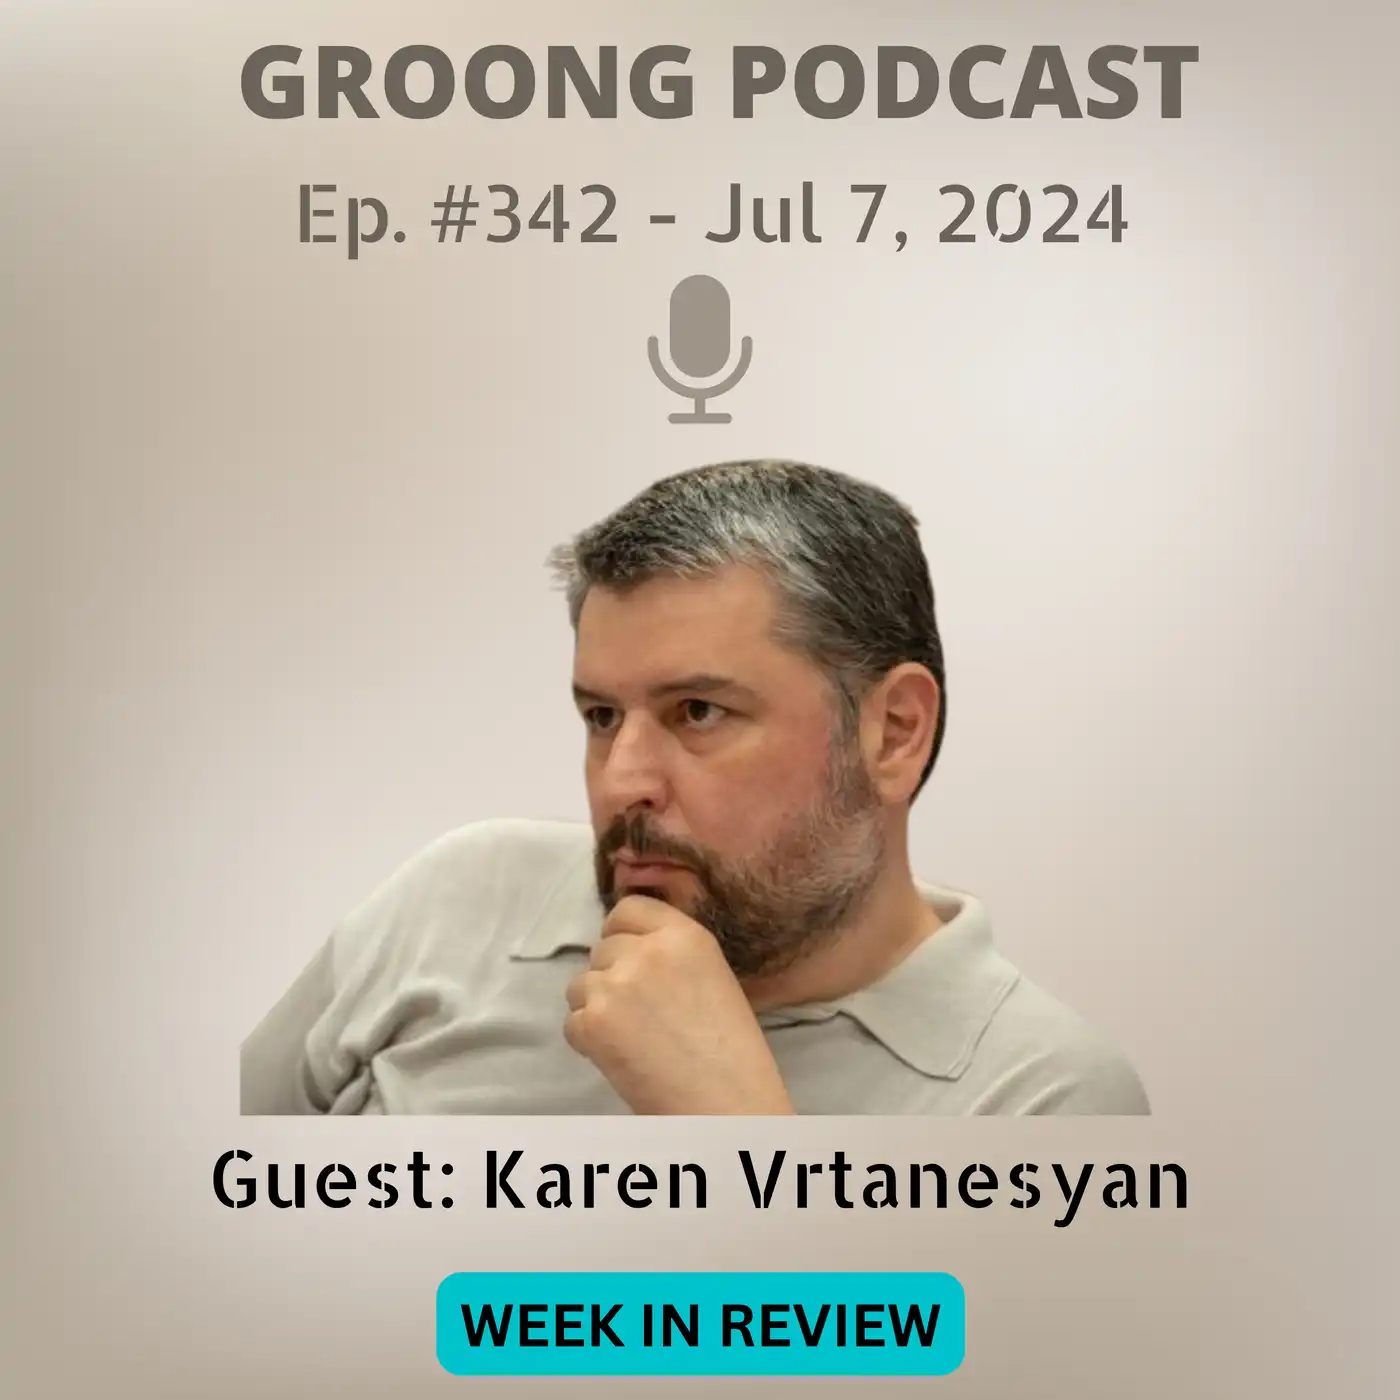 GROONG PODCAST
Ep. #342 - Jul 7, 2024
Guest: Karen Vrtanesyan
WEEK IN REVIEW